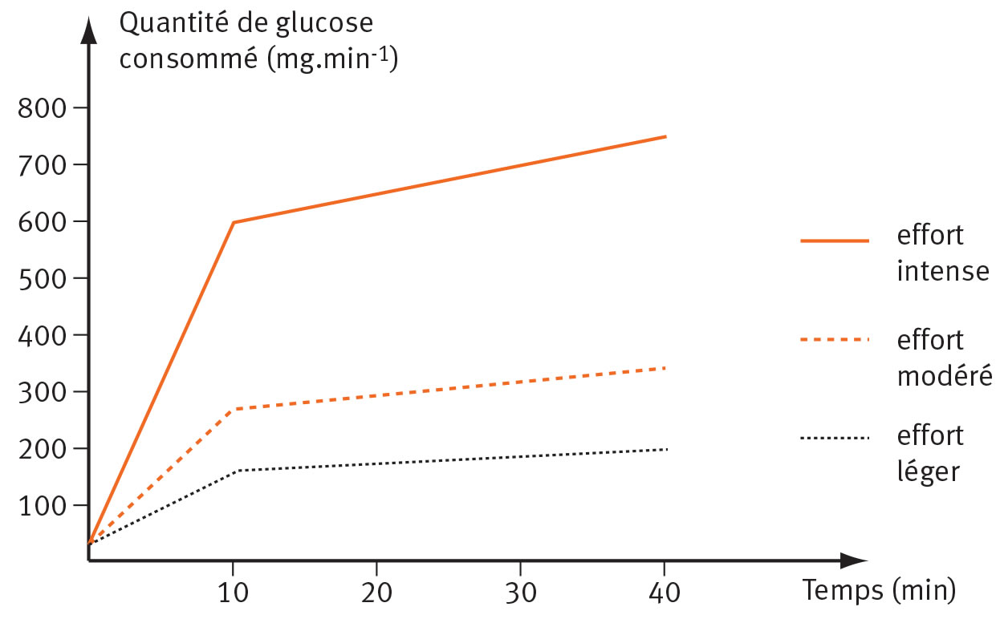 Quantité de glucose
consommé (mg.min-1)
800
700
600
500
400
300
200
100
effort
intense
effort
modéré
effort
léger
10 20 30 40 Temps (min)